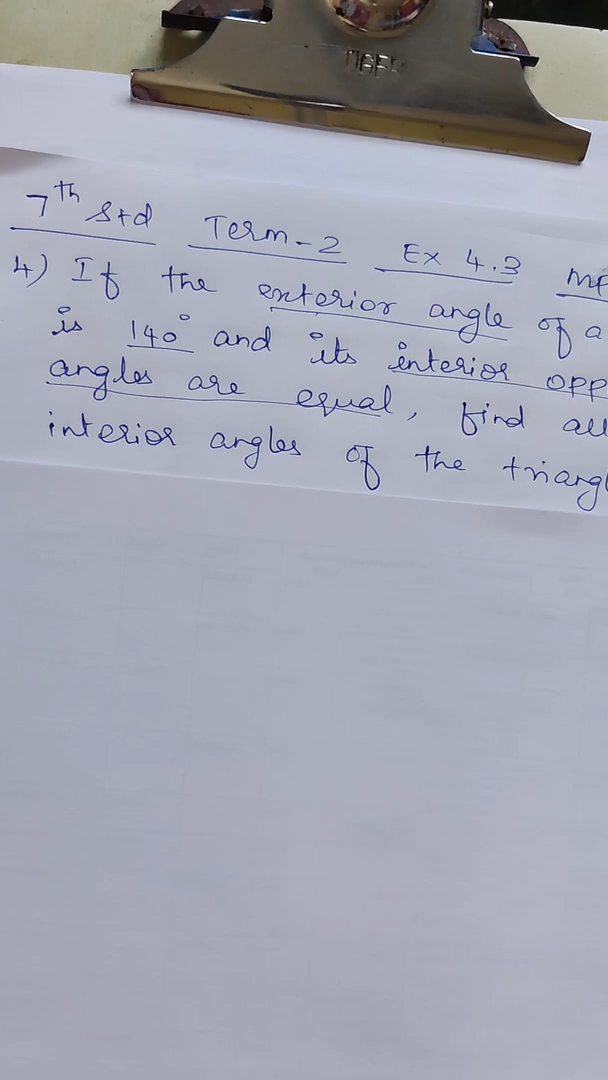 7th Std Term-2 Ex 4.3
4) If the exterior angle of a
is 140° and its interior opp
angles are equal, find all
interior angles of the triangl